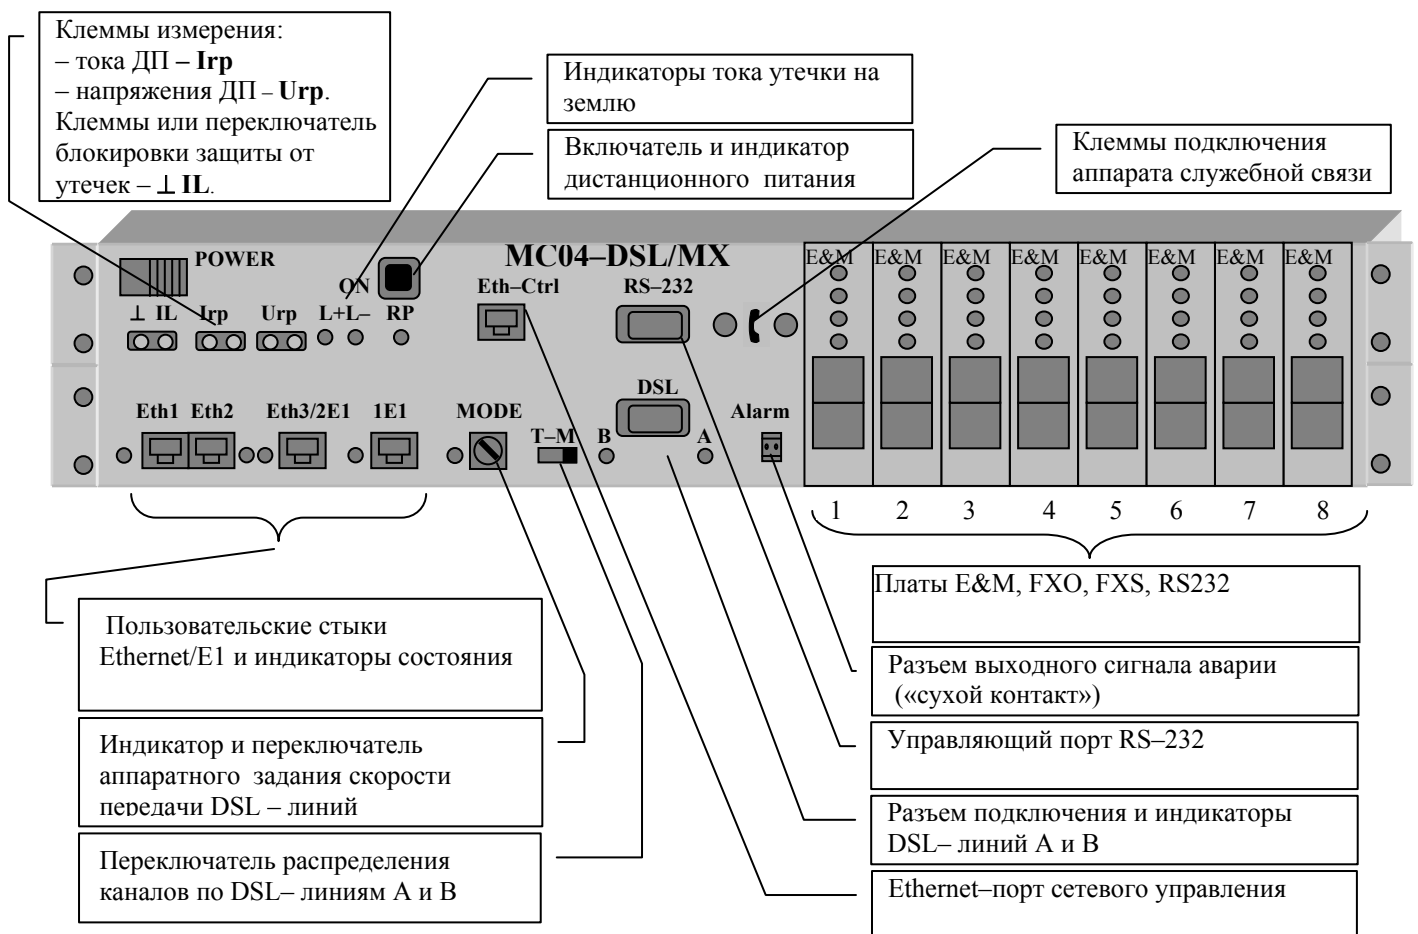 Клеммы измерения:
– тока ДП – Irp
– напряжения ДП – Urp.
Клеммы или переключатель
блокировки защиты от
утечек – ⊥ IL.
Индикаторы тока утечки на
землю
Включатель и индикатор
дистанционного питания
Клеммы подключения
аппарата служебной связи
POWER
ON
MC04–DSL/MX
E&M E&M E&M E&M E&M E&M E&M E&M
⊥ IL Irp Urp L+L– RP
Eth–Ctrl RS–232
DSL
Eth1 Eth2 Eth3/2E1 1E1 MODE
T–M B A
Alarm
1 2 3 4 5 6 7 8
Платы E&M, FXO, FXS, RS232
Пользовательские стыки
Ethernet/E1 и индикаторы состояния
Разъем выходного сигнала аварии
(«сухой контакт»)
Индикатор и переключатель
аппаратного задания скорости
передачи DSL – линий
Управляющий порт RS–232
Разъем подключения и индикаторы
DSL– линий А и В
Переключатель распределения
каналов по DSL– линиям А и В
Ethernet–порт сетевого управления